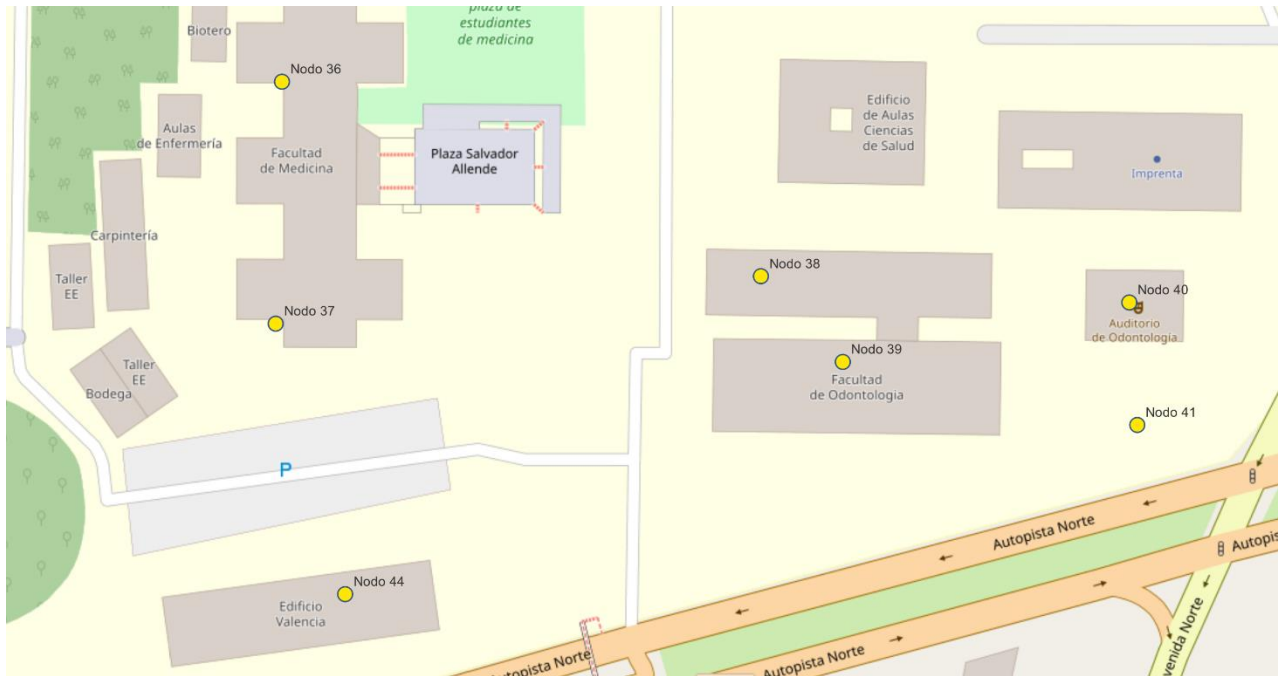 plaza de
estudiantes
de medicina
Biotero
Nodo 36
Aulas
de Enfermería
Facultad
de Medicina
Plaza Salvador
Allende
Edificio
de Aulas
Ciencias
de Salud
Imprenta
Carpintería
Taller
EE
Nodo 37
Nodo 38
Nodo 40
Auditorio
de Odontologia
Nodo 39
Facultad
de Odontologia
Taller
EE
Bodega
Nodo 41
P
Autopista Norte
Autopis
Nodo 44
Edificio
Valencia
Autopista Norte
Autopista Norte
venida Norte